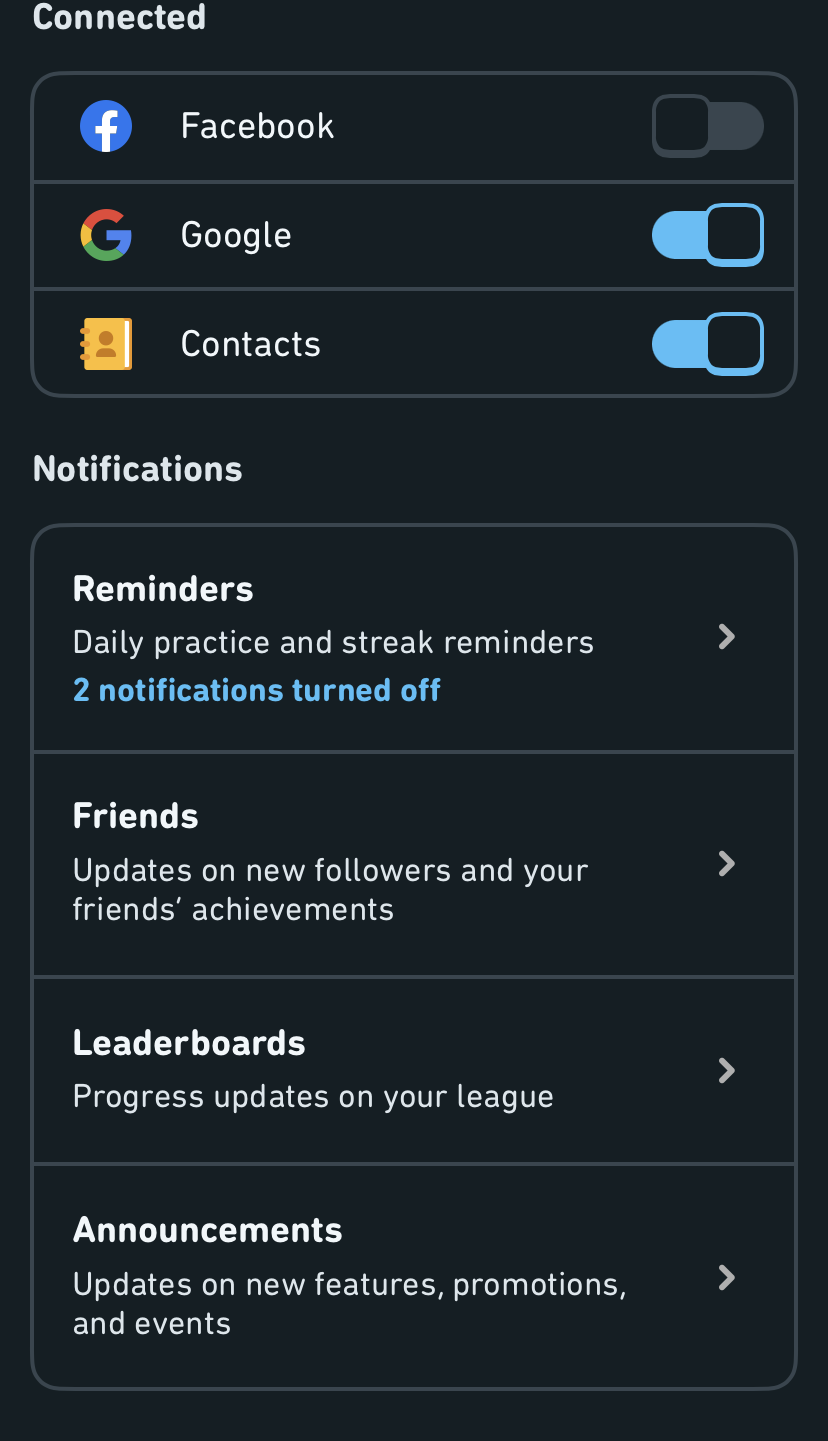 Connected
Facebook
Google
Contacts
Notifications
Reminders
Daily practice and streak reminders
2 notifications turned off
Friends
Updates on new followers and your
friends’ achievements
Leaderboards
Progress updates on your league
Announcements
Updates on new features, promotions,
and events